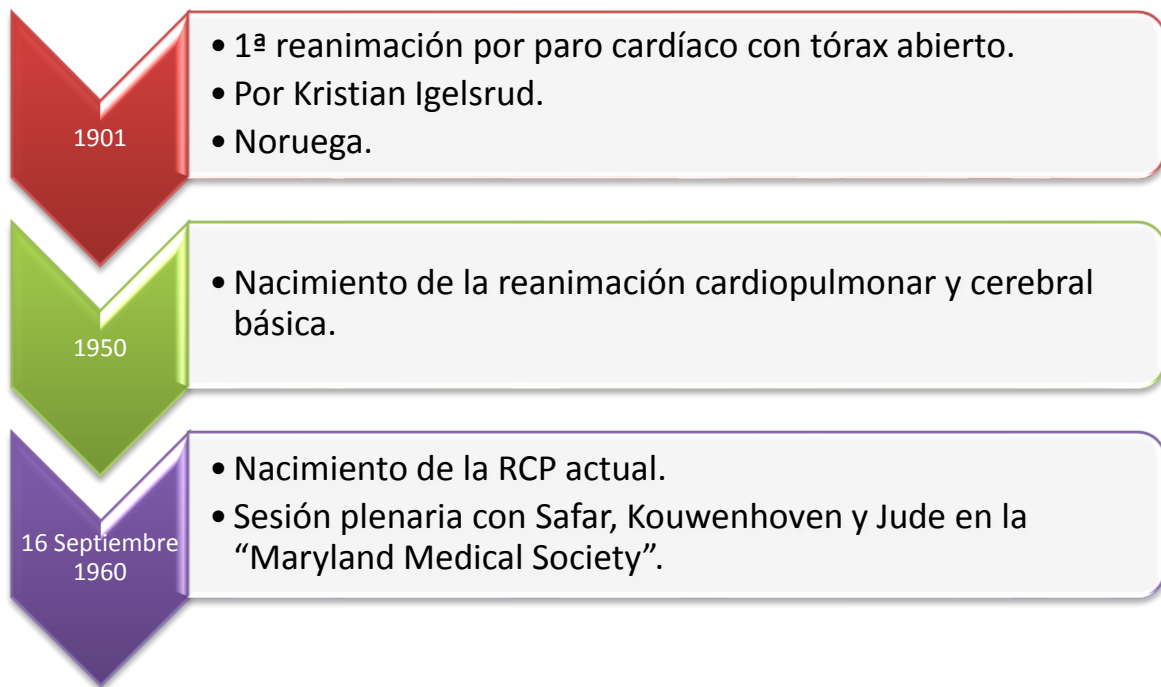 1901
• 1ª reanimación por paro cardíaco con tórax abierto.
• Por Kristian Igelsrud.
• Noruega.
1950
• Nacimiento de la reanimación cardiopulmonar y cerebral
básica.
16 Septiembre
1960
• Nacimiento de la RCP actual.
• Sesión plenaria con Safar, Kouwenhoven y Jude en la
“Maryland Medical Society”.